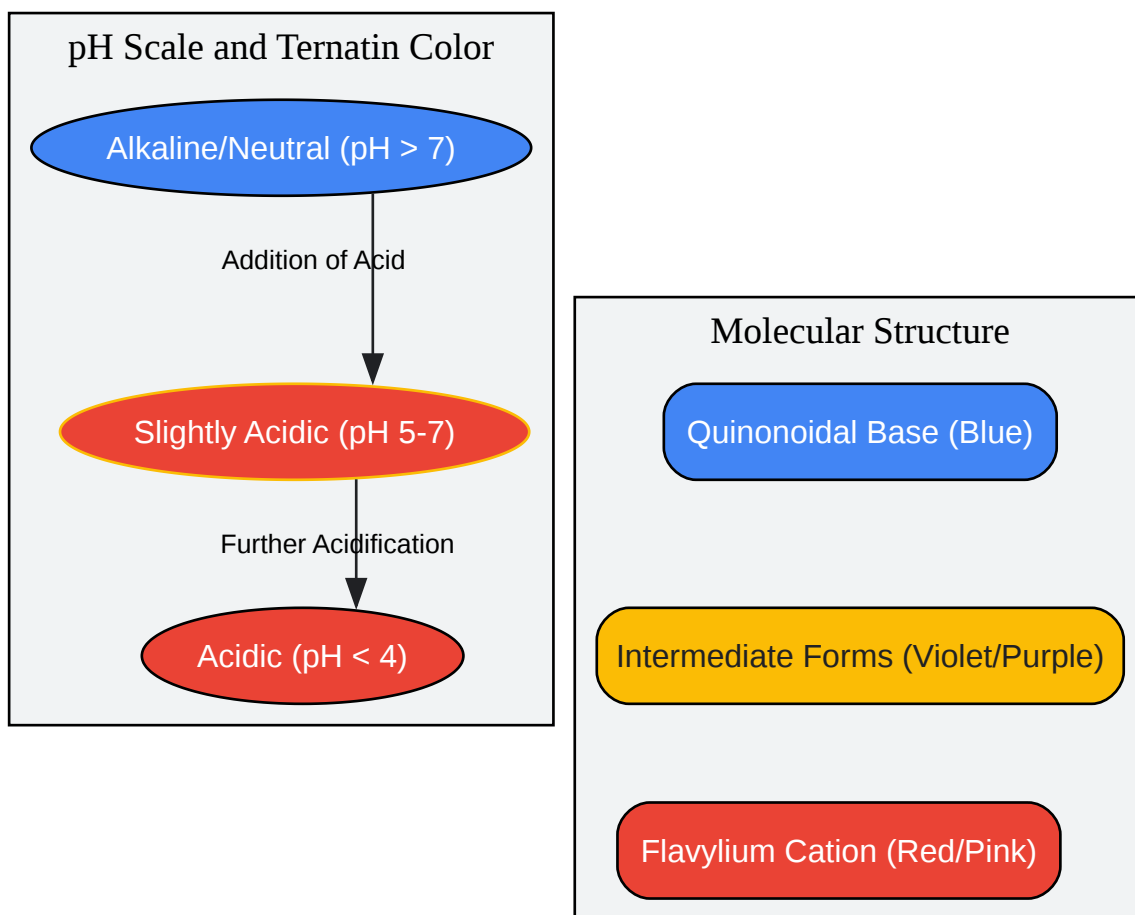 pH Scale and Ternatin Color
Alkaline/Neutral (pH > 7)
Addition of Acid
Slightly Acidic (pH 5-7)
Further Acidification
Acidic (pH < 4)
Molecular Structure
Quinonoidal Base (Blue)
Intermediate Forms (Violet/Purple)
Flavylium Cation (Red/Pink)